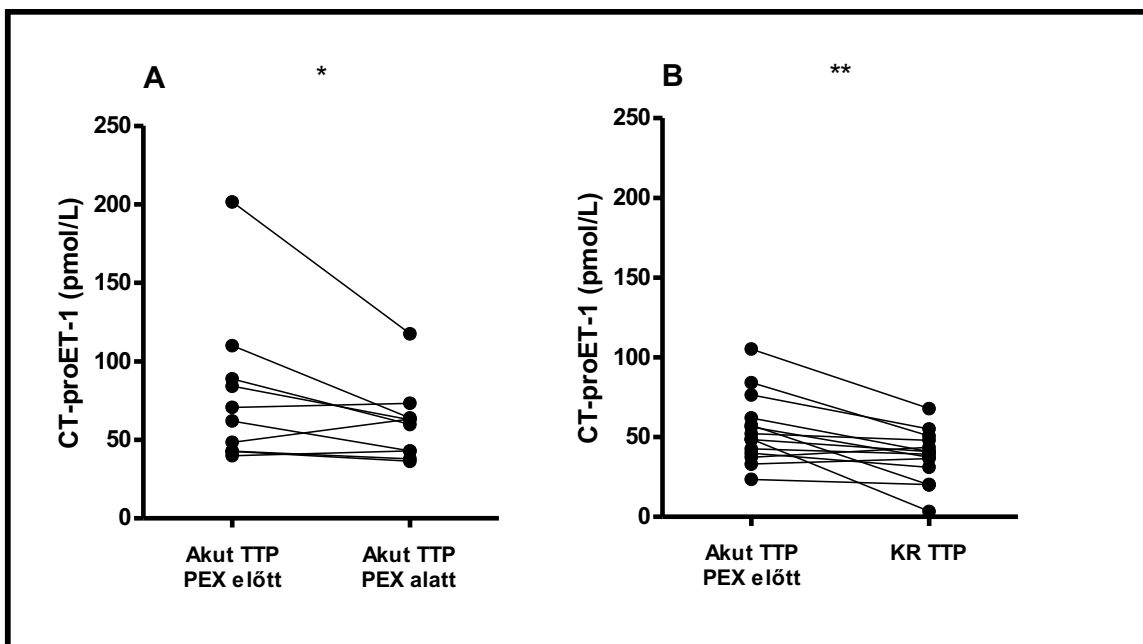 A
*
250
200
150
100
50
0
CT-proET-1 (pmol/L)
Akut TTP
PEX előtt
Akut TTP
PEX alatt
B
**
250
200
150
100
50
0
CT-proET-1 (pmol/L)
Akut TTP
PEX előtt
KR TTP